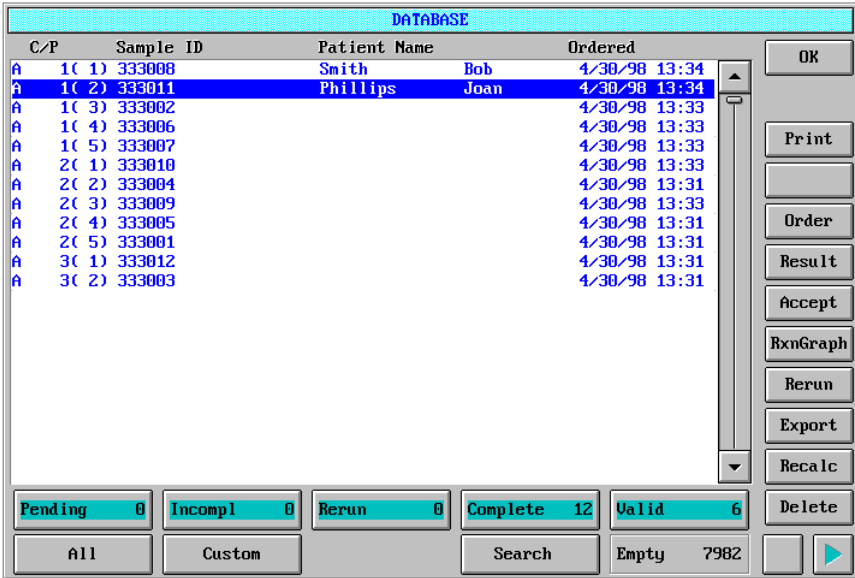 DATABASE
C/P Sample ID Patient Name Ordered
A 1( 1) 333008 Smith Bob 4/30/98 13:34
A 1( 2) 333011 Phillips Joan 4/30/98 13:34
A 1( 3) 333002 4/30/98 13:33
A 1( 4) 333006 4/30/98 13:33
A 1( 5) 333007 4/30/98 13:33
A 2( 1) 333010 4/30/98 13:33
A 2( 2) 333004 4/30/98 13:31
A 2( 3) 333009 4/30/98 13:33
A 2( 4) 333005 4/30/98 13:31
A 2( 5) 333001 4/30/98 13:31
A 3( 1) 333012 4/30/98 13:31
A 3( 2) 333003 4/30/98 13:31
OK
Print
Order
Result
Accept
RxnGraph
Rerun
Export
Recalc
Delete
Pending 0 Incompl 0 Rerun 0 Complete 12 Valid 6
All Custom Search Empty 7982